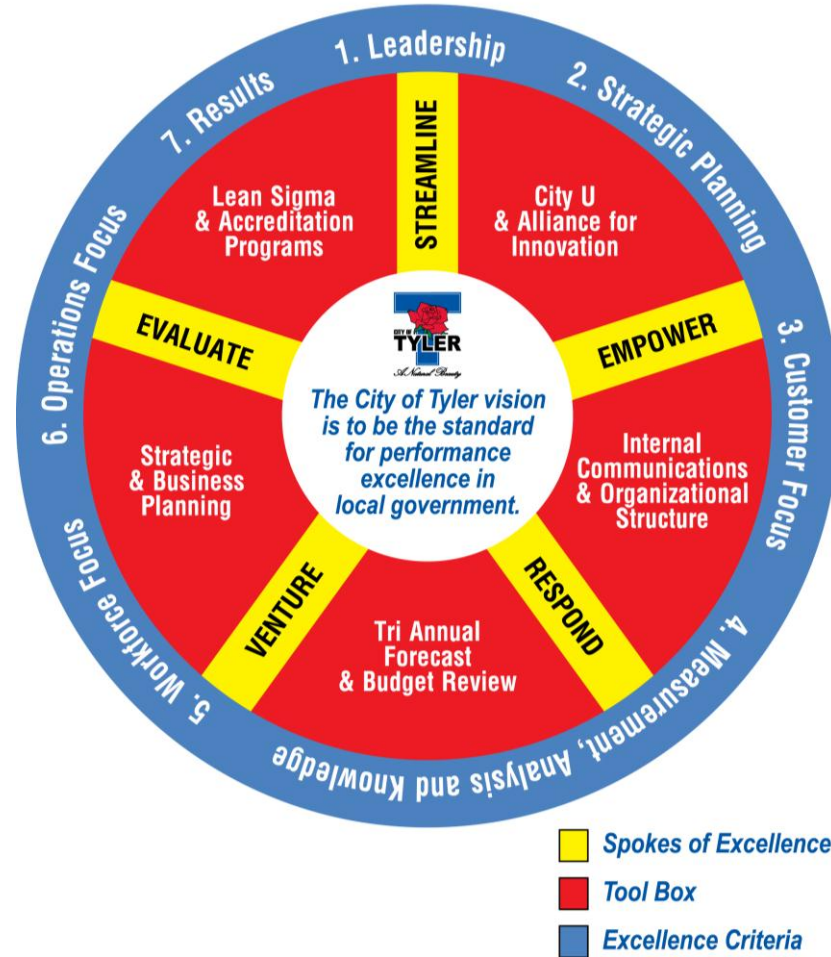 1. Leadership
2. Strategic Planning
3. Customer Focus
4. Measurement, Analysis and Knowledge
5. Workforce Focus
6. Operations Focus
7. Results
STREAMLINE
EMPOWER
RESPOND
VENTURE
EVALUATE
City U
& Alliance for
Innovation
Internal
Communications
& Organizational
Structure
Tri Annual
Forecast
& Budget Review
Strategic
& Business
Planning
Lean Sigma
& Accreditation
Programs
CITY OF
TYLER
A Natural Beauty
The City of Tyler vision
is to be the standard
for performance
excellence in
local government.
Spokes of Excellence
Tool Box
Excellence Criteria